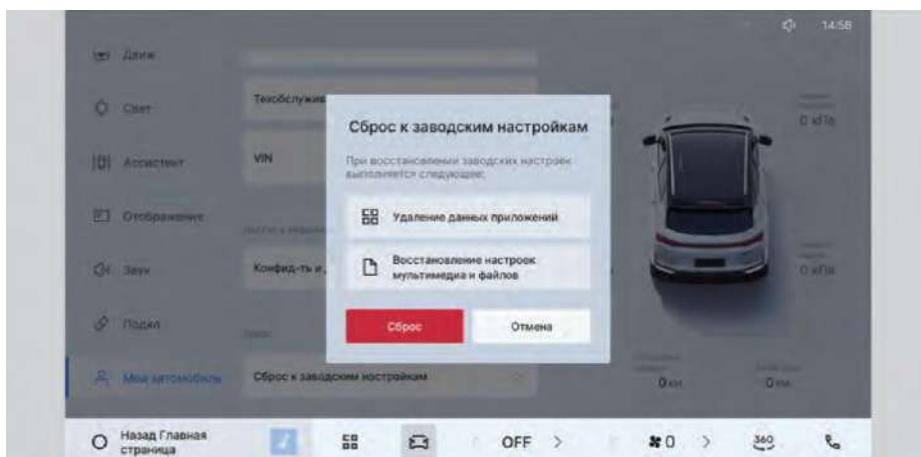 14:58
Движ
Свет
Техобслужив
0 кПа
Сброс к заводским настройкам
Ассистент
VIN
При восстановлении заводских настроек
выполняется следующее:
Отображение
Удаление данных приложений
Звук
Конфид-ть и
Восстановление настроек
мультимедиа и файлов
0 кПа
Подкл
Сброс
Отмена
Мой автомобиль
Сброс к заводским настройкам
0 км
0 км
Назад Главная
страница
OFF
0
360